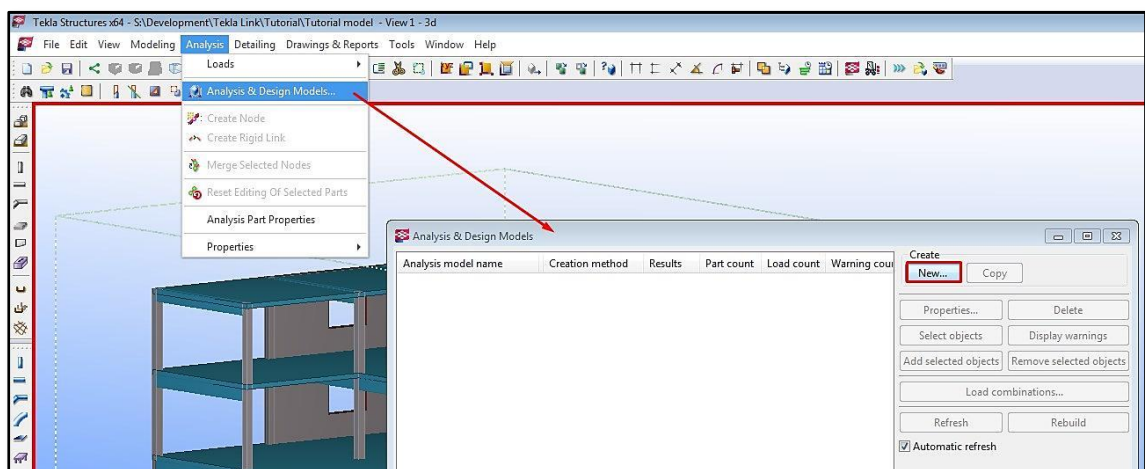 Tekla Structures x64 - S:\Development\Tekla Link\Tutorial\Tutorial model - View 1 - 3d
File Edit View Modeling Analysis Detailing Drawings & Reports Tools Window Help
Loads
Analysis & Design Models...
Create Node
Create Rigid Link
Merge Selected Nodes
Reset Editing Of Selected Parts
Analysis Part Properties
Properties
Analysis & Design Models
Analysis model name Creation method Results Part count Load count Warning coun
Create
New... Copy
Properties... Delete
Select objects Display warnings
Add selected objects Remove selected objects
Load combinations...
Refresh Rebuild
Automatic refresh